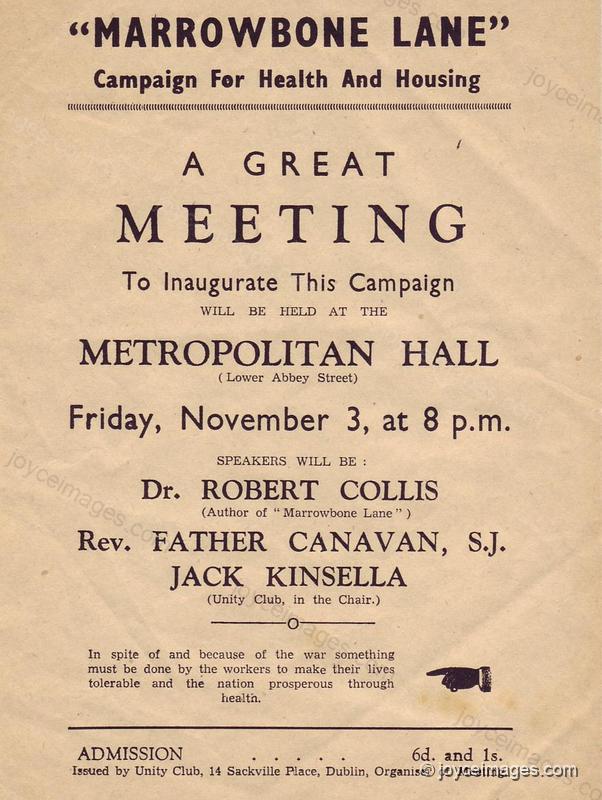 "MARROWBONE LANE"
Campaign For Health And Housing
A GREAT
MEETING
To Inaugurate This Campaign
WILL BE HELD AT THE
METROPOLITAN HALL
(Lower Abbey Street)
Friday, November 3, at 8 p.m.
SPEAKERS WILL BE :
Dr. ROBERT COLLIS
(Author of "Marrowbone Lane")
Rev. FATHER CANAVAN, S.J.
JACK KINSELLA
(Unity Club, in the Chair.)
In spite of and because of the war something
must be done by the workers to make their lives
tolerable and the nation prosperous through
health.
ADMISSION . . . . . 6d. and 1s.
Issued by Unity Club, 14 Sackville Place, Dublin, Organise
© joyceimages.com